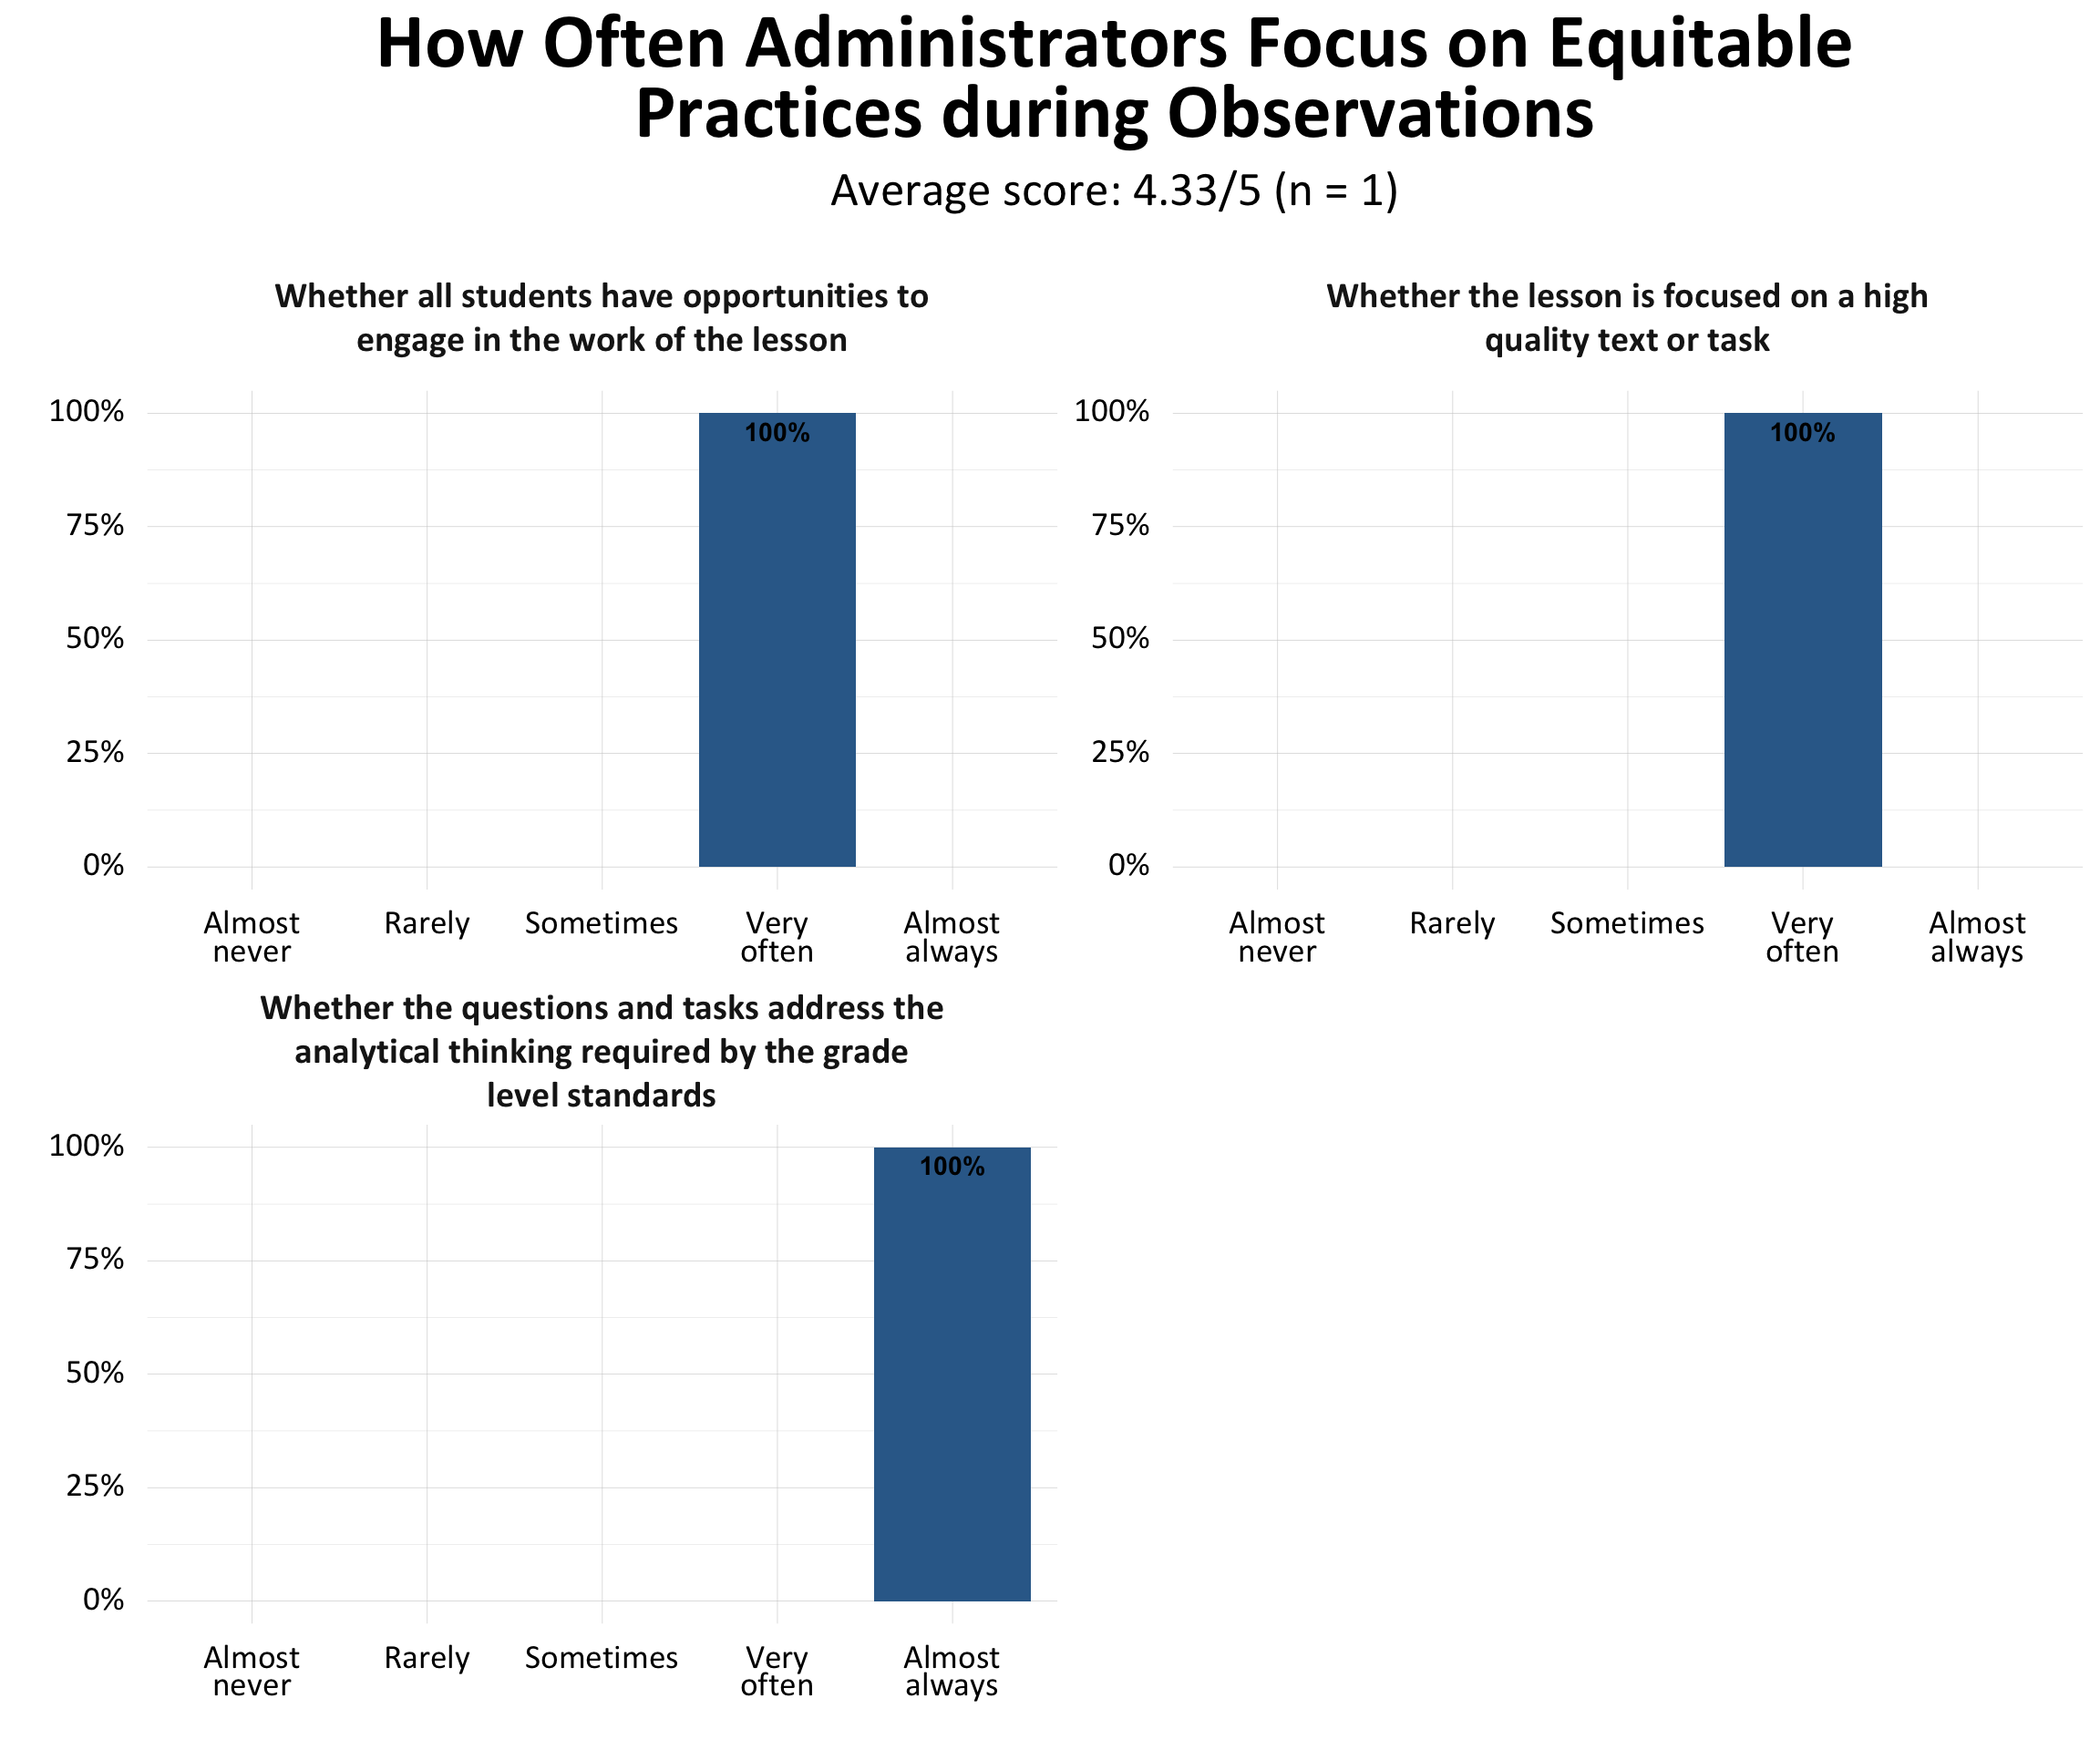 How Often Administrators Focus on Equitable
Practices during Observations
Average score: 4.33/5 (n = 1)
Whether all students have opportunities to
engage in the work of the lesson
100%
100%
75%
50%
25%
0%
Almost never
Rarely
Sometimes
Very often
Almost always
Whether the lesson is focused on a high
quality text or task
100%
100%
75%
50%
25%
0%
Almost never
Rarely
Sometimes
Very often
Almost always
Whether the questions and tasks address the
analytical thinking required by the grade
level standards
100%
100%
75%
50%
25%
0%
Almost never
Rarely
Sometimes
Very often
Almost always